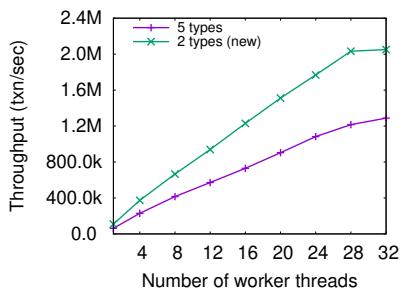 5 types
2 types (new)
2.4M
2.0M
1.6M
1.2M
800.0k
400.0k
0.0
Throughput (txn/sec)
4 8 12 16 20 24 28 32
Number of worker threads